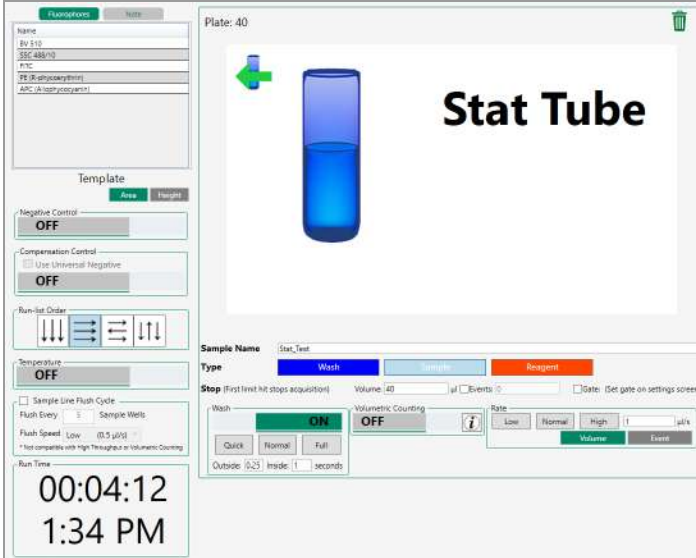 Fluorophores Note
Name
BV 510
SSC 488/10
FITC
PE (R-phycoerythrin)
APC (Allophycocyanin)
Template
Area Height
Negative Control
OFF
Compensation Control
Use Universal Negative
OFF
Run-list Order
Temperature
OFF
Sample Line Flush Cycle
Flush Every 5 Sample Wells
Flush Speed Low (0.5 µl/s)
* Not compatible with High Throughput or Volumetric Counting
Run Time
00:04:12
1:34 PM
Plate: 40
Stat Tube
Sample Name Stat_Test
Type Wash Sample Reagent
Stop (First limit hit stops acquisition) Volume 40 µl Events 0 Gate: (Set gate on settings screen
Wash
ON
Quick Normal Full
Outside: 0.25 Inside: 1 seconds
Volumetric Counting
OFF
i
Rate
Low Normal High 1 µl/s
Volume Event